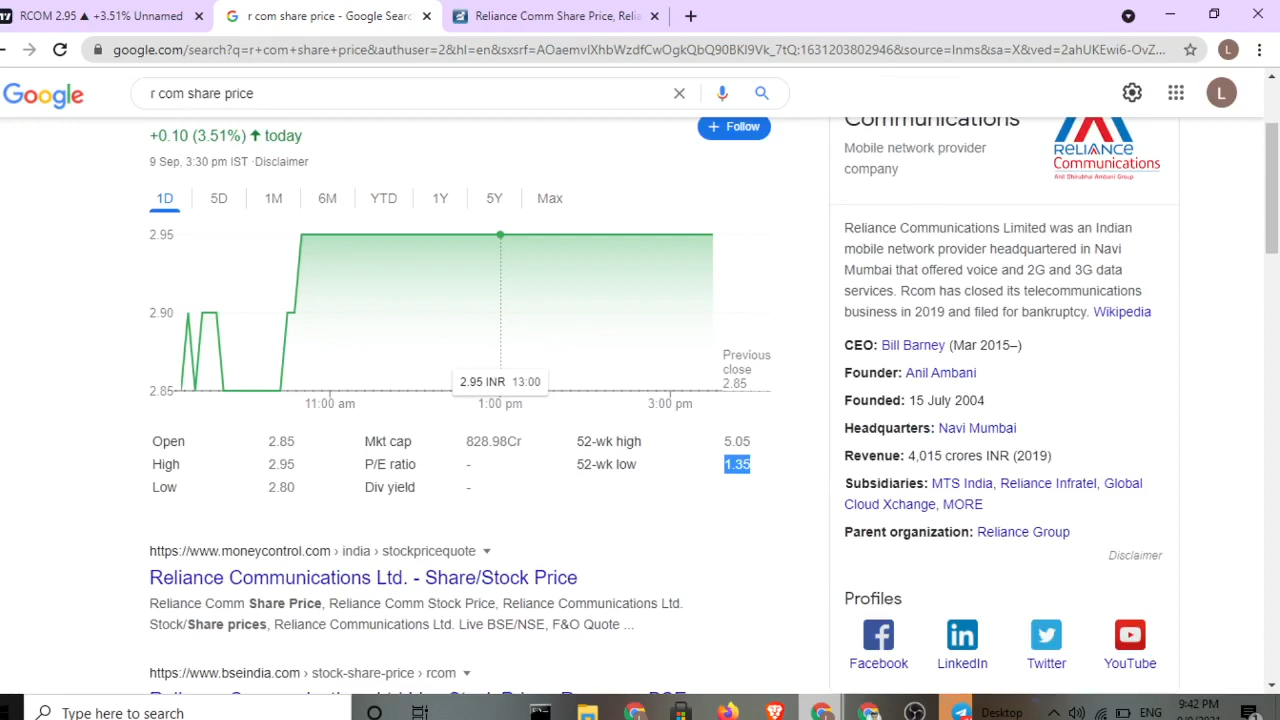 RCOM 2.95 ▲ +3.51% Unnamed
r com share price - Google Sear
Reliance Comm Share Price, Relia
google.com/search?q=r+com+share+price&authuser=2&hl=en&sxsrf=AOaemvIXhbWzdfCwOgkQbQ90BKI9Vk_7tQ:1631203802946&source=lnms&sa=X&ved=2ahUKEwi6-OvZ...
L
Google
r com share price
L
+0.10 (3.51%) ↑ today
+ Follow
9 Sep, 3:30 pm IST · Disclaimer
1D 5D 1M 6M YTD 1Y 5Y Max
2.95
2.90
2.85
2.95 INR 13:00
Previous
close
2.85
11:00 am 1:00 pm 3:00 pm
Open 2.85 Mkt cap 828.98Cr 52-wk high 5.05
High 2.95 P/E ratio - 52-wk low 1.35
Low 2.80 Div yield -
https://www.moneycontrol.com › india › stockpricequote
Reliance Communications Ltd. - Share/Stock Price
Reliance Comm Share Price, Reliance Comm Stock Price, Reliance Communications Ltd.
Stock/Share prices, Reliance Communications Ltd. Live BSE/NSE, F&O Quote ...
https://www.bseindia.com › stock-share-price › rcom
Communications
Mobile network provider
company
RELIANCE
Communications
Anil Dhirubhai Ambani Group
Reliance Communications Limited was an Indian
mobile network provider headquartered in Navi
Mumbai that offered voice and 2G and 3G data
services. Rcom has closed its telecommunications
business in 2019 and filed for bankruptcy. Wikipedia
CEO: Bill Barney (Mar 2015–)
Founder: Anil Ambani
Founded: 15 July 2004
Headquarters: Navi Mumbai
Revenue: 4,015 crores INR (2019)
Subsidiaries: MTS India, Reliance Infratel, Global
Cloud Xchange, MORE
Parent organization: Reliance Group
Disclaimer
Profiles
Facebook LinkedIn Twitter YouTube
Type here to search
Desktop
ENG
9:42 PM